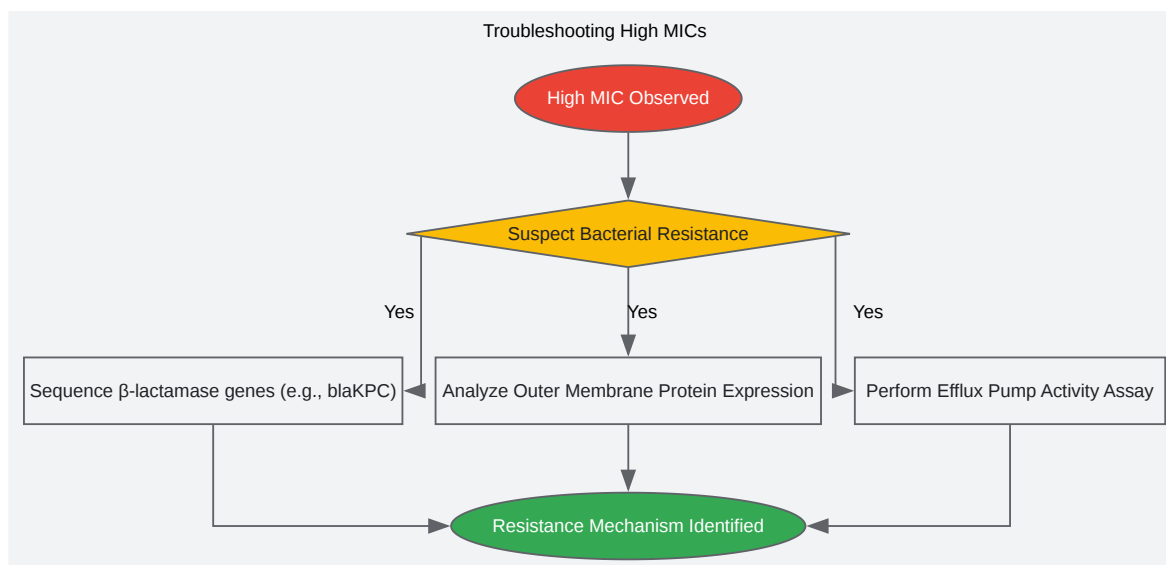 Troubleshooting High MICs
High MIC Observed
Suspect Bacterial Resistance
Yes
Yes
Yes
Sequence β-lactamase genes (e.g., blaKPC)
Analyze Outer Membrane Protein Expression
Perform Efflux Pump Activity Assay
Resistance Mechanism Identified